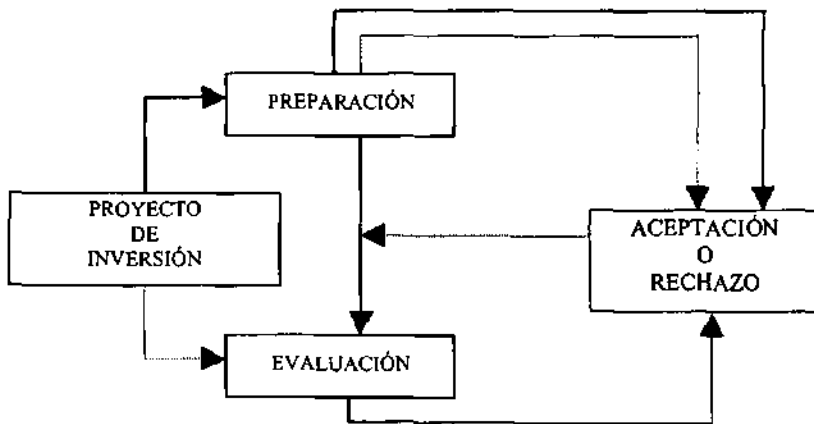 PREPARACIÓN
PROYECTO
DE
INVERSIÓN
ACEPTACIÓN
O
RECHAZO
EVALUACIÓN